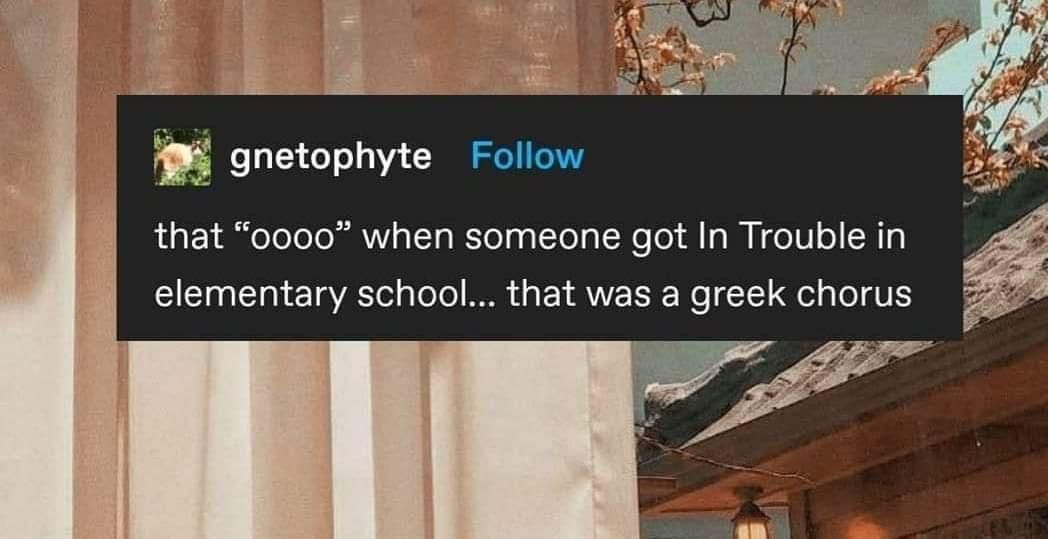 gnetophyte Follow
that “oooo” when someone got In Trouble in
elementary school... that was a greek chorus